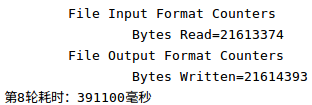 File Input Format Counters
Bytes Read=21613374
File Output Format Counters
Bytes Written=21614393
第8轮耗时：391100毫秒